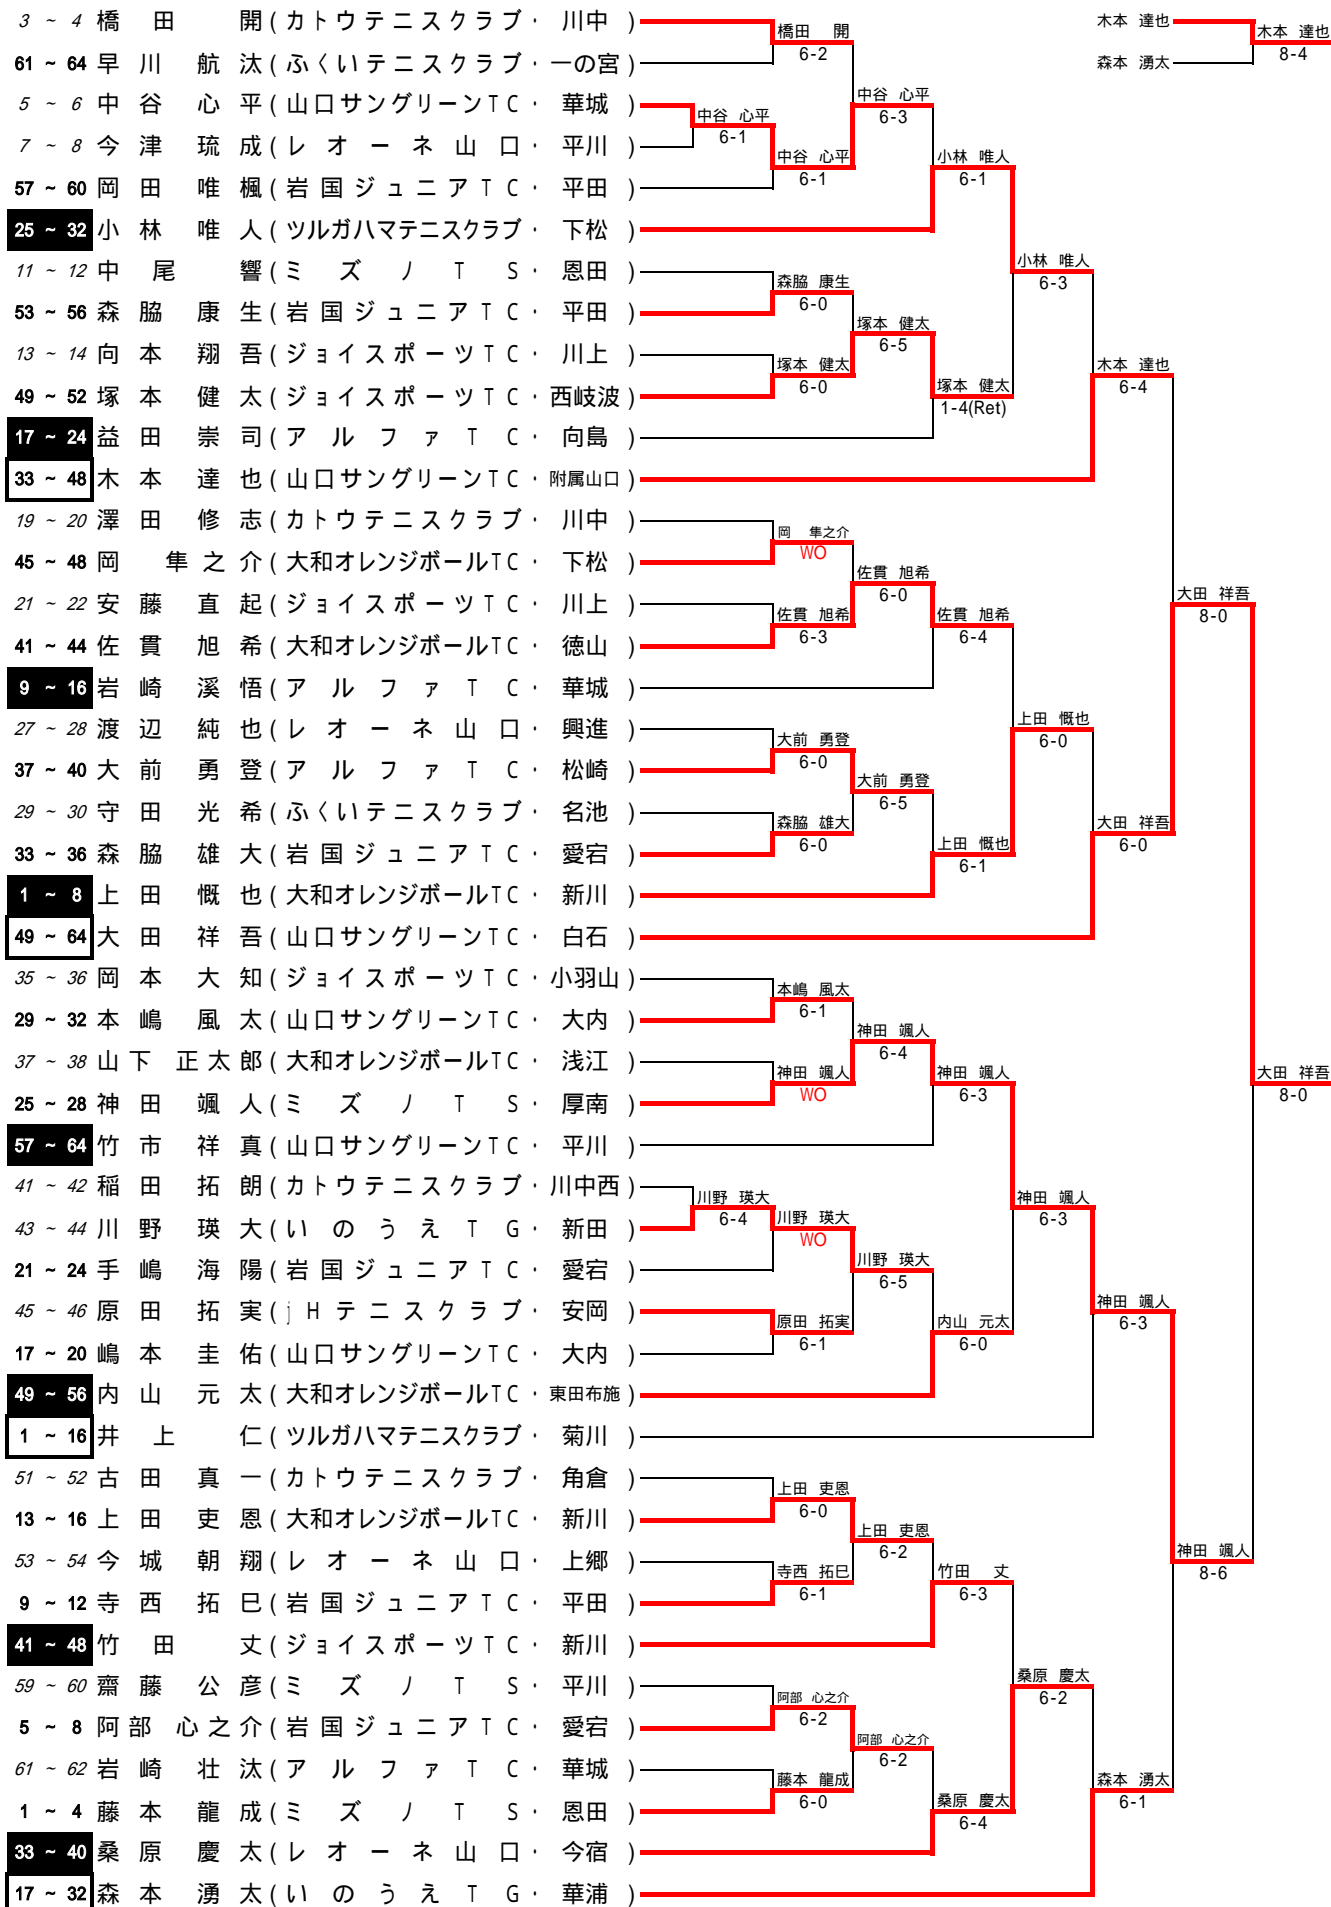 3 ~ 4 橋田 開 (カトウテニスクラブ・川中)
61 ~ 64 早川 航汰 (ふくいテニスクラブ・一の宮)
5 ~ 6 中谷 心平 (山口サングリーンTC・華城)
7 ~ 8 今津 琉成 (レオーネ山口・平川)
57 ~ 60 岡田 唯楓 (岩国ジュニアTC・平田)
25 ~ 32 小林 唯人 (ツルガハマテニスクラブ・下松)
11 ~ 12 中尾 響 (ミズノTS・恩田)
53 ~ 56 森脇 康生 (岩国ジュニアTC・平田)
13 ~ 14 向本 翔吾 (ジョイスポーツTC・川上)
49 ~ 52 塚本 健太 (ジョイスポーツTC・西岐波)
17 ~ 24 益田 崇司 (アルファTC・向島)
33 ~ 48 木本 達也 (山口サングリーンTC・附属山口)
19 ~ 20 澤田 修志 (カトウテニスクラブ・川中)
45 ~ 48 岡 隼之介 (大和オレンジボールTC・下松)
21 ~ 22 安藤 直起 (ジョイスポーツTC・川上)
41 ~ 44 佐貫 旭希 (大和オレンジボールTC・徳山)
9 ~ 16 岩崎 溪悟 (アルファTC・華城)
27 ~ 28 渡辺 純也 (レオーネ山口・興進)
37 ~ 40 大前 勇登 (アルファTC・松崎)
29 ~ 30 守田 光希 (ふくいテニスクラブ・名池)
33 ~ 36 森脇 雄大 (岩国ジュニアTC・愛宕)
1 ~ 8 上田 慨也 (大和オレンジボールTC・新川)
49 ~ 64 大田 祥吾 (山口サングリーンTC・白石)
35 ~ 36 岡本 大知 (ジョイスポーツTC・小羽山)
29 ~ 32 本嶋 風太 (山口サングリーンTC・大内)
37 ~ 38 山下 正太郎 (大和オレンジボールTC・浅江)
25 ~ 28 神田 颯人 (ミズノTS・厚南)
57 ~ 64 竹市 祥真 (山口サングリーンTC・平川)
41 ~ 42 稲田 拓朗 (カトウテニスクラブ・川中西)
43 ~ 44 川野 瑛大 (いのうえTG・新田)
21 ~ 24 手嶋 海陽 (岩国ジュニアTC・愛宕)
45 ~ 46 原田 拓実 (jHテニスクラブ・安岡)
17 ~ 20 嶋本 圭佑 (山口サングリーンTC・大内)
49 ~ 56 内山 元太 (大和オレンジボールTC・東田布施)
1 ~ 16 井上 仁 (ツルガハマテニスクラブ・菊川)
51 ~ 52 古田 真一 (カトウテニスクラブ・角倉)
13 ~ 16 上田 吏恩 (大和オレンジボールTC・新川)
53 ~ 54 今城 朝翔 (レオーネ山口・上郷)
9 ~ 12 寺西 拓巳 (岩国ジュニアTC・平田)
41 ~ 48 竹田 丈 (ジョイスポーツTC・新川)
59 ~ 60 齋藤 公彦 (ミズノTS・平川)
5 ~ 8 阿部 心之介 (岩国ジュニアTC・愛宕)
61 ~ 62 岩崎 壮汰 (アルファTC・華城)
1 ~ 4 藤本 龍成 (ミズノTS・恩田)
33 ~ 40 桑原 慶太 (レオーネ山口・今宿)
17 ~ 32 森本 湧太 (いのうえTG・華浦)
中谷 心平
6-1
川野 瑛大
6-4
橋田 開
6-2
中谷 心平
6-1
森脇 康生
6-0
塚本 健太
6-0
岡 隼之介
WO
佐貫 旭希
6-3
大前 勇登
6-0
森脇 雄大
6-0
本嶋 風太
6-1
神田 颯人
WO
川野 瑛大
WO
原田 拓実
6-1
上田 吏恩
6-0
寺西 拓巳
6-1
阿部 心之介
6-2
藤本 龍成
6-0
中谷 心平
6-3
塚本 健太
6-5
佐貫 旭希
6-0
大前 勇登
6-5
神田 颯人
6-4
川野 瑛大
6-5
上田 吏恩
6-2
阿部 心之介
6-2
小林 唯人
6-1
塚本 健太
1-4(Ret)
佐貫 旭希
6-4
上田 慨也
6-1
神田 颯人
6-3
内山 元太
6-0
竹田 丈
6-3
桑原 慶太
6-4
小林 唯人
6-3
上田 慨也
6-0
神田 颯人
6-3
桑原 慶太
6-2
木本 達也
6-4
大田 祥吾
6-0
神田 颯人
6-3
森本 湧太
6-1
大田 祥吾
8-0
神田 颯人
8-6
大田 祥吾
8-0
木本 達也
森本 湧太
木本 達也
8-4